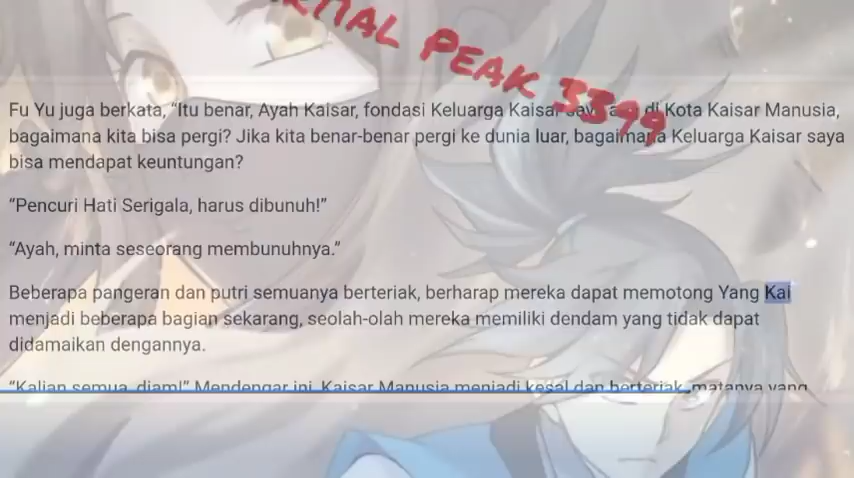 RTIAL PEAK 3399
Fu Yu juga berkata, “Itu benar, Ayah Kaisar, fondasi Keluarga Kaisar saya ada di Kota Kaisar Manusia,
bagaimana kita bisa pergi? Jika kita benar-benar pergi ke dunia luar, bagaimana Keluarga Kaisar saya
bisa mendapat keuntungan?
“Pencuri Hati Serigala, harus dibunuh!”
“Ayah, minta seseorang membunuhnya.”
Beberapa pangeran dan putri semuanya berteriak, berharap mereka dapat memotong Yang Kai
menjadi beberapa bagian sekarang, seolah-olah mereka memiliki dendam yang tidak dapat
didamaikan dengannya.
“Kalian semua, diam!” Mendengar ini, Kaisar Manusia menjadi kesal dan berteriak, matanya yang